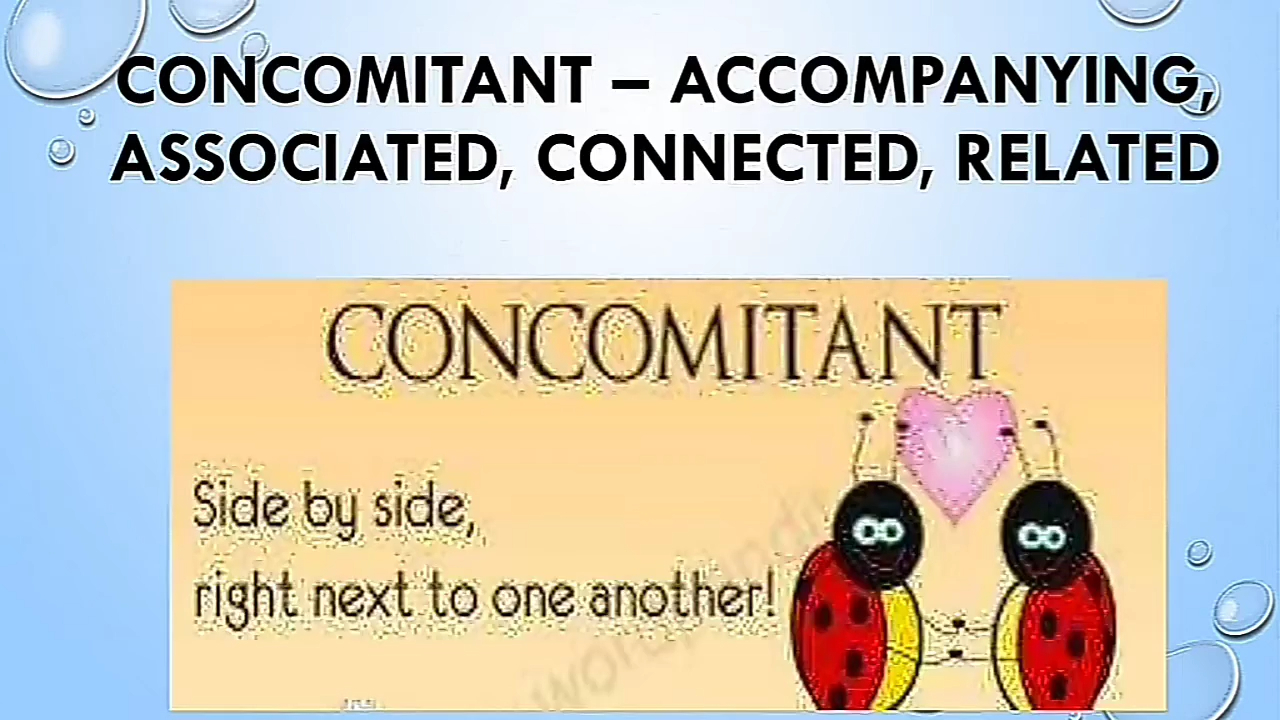 CONCOMITANT – ACCOMPANYING,
ASSOCIATED, CONNECTED, RELATED
CONCOMITANT
Side by side,
right next to one another!